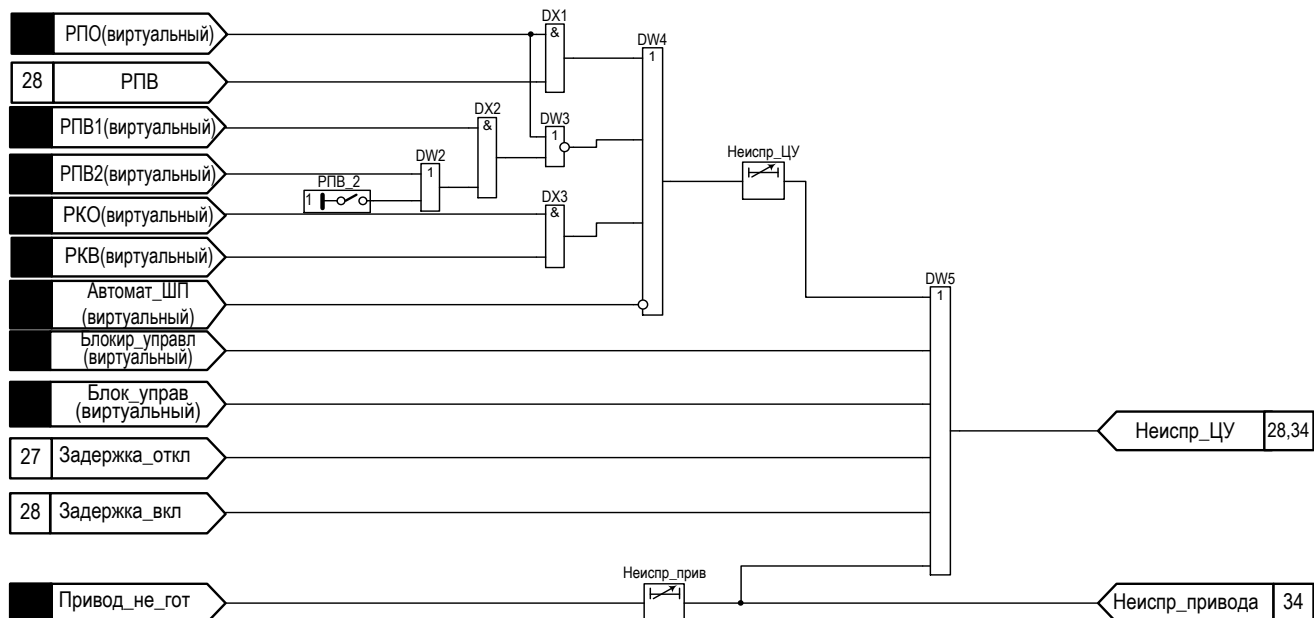 DX1
РПО(виртуальный)
&
DW4
28 РПВ
1
РПВ1(виртуальный)
DX2
&
DW3
1
DW2
1
РПВ2(виртуальный)
РПВ_2
1
Неиспр_ЦУ
РКО(виртуальный)
DX3
&
РКВ(виртуальный)
Автомат_ШП
(виртуальный)
DW5
1
Блокир_управл
(виртуальный)
Блок_управ
(виртуальный)
Неиспр_ЦУ 28,34
27 Задержка_откл
28 Задержка_вкл
Неиспр_прив
Привод_не_гот
Неиспр_привода 34